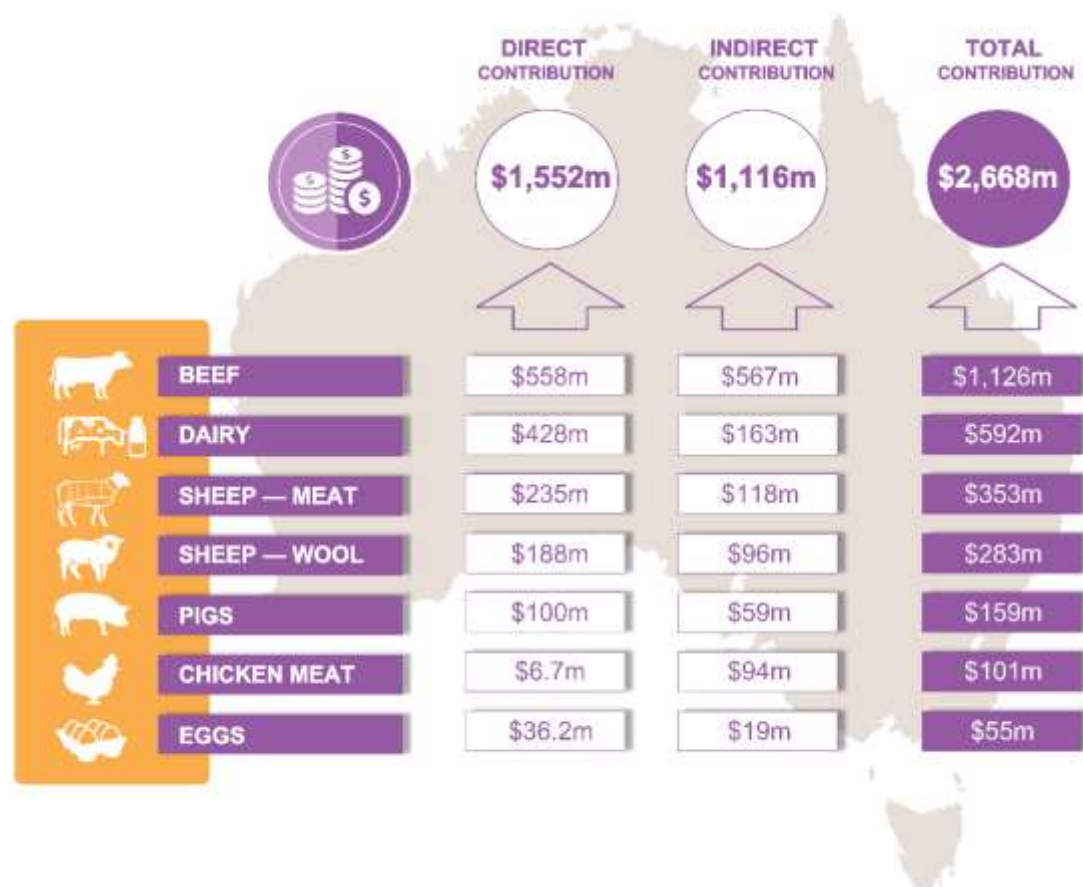 DIRECT INDIRECT TOTAL
CONTRIBUTION CONTRIBUTION CONTRIBUTION
$1,552m $1,116m $2,668m
BEEF $558m $567m $1,126m
DAIRY $428m $163m $592m
SHEEP — MEAT $235m $118m $353m
SHEEP — WOOL $188m $96m $283m
PIGS $100m $59m $159m
CHICKEN MEAT $6.7m $94m $101m
EGGS $36.2m $19m $55m